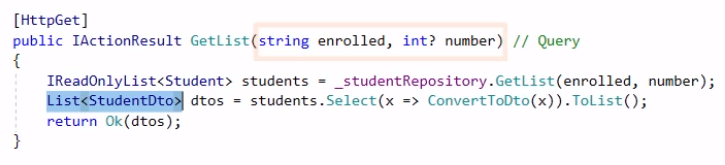 [HttpGet]
public IActionResult GetList(string enrolled, int? number) // Query
{
IReadOnlyList<Student> students = _studentRepository.GetList(enrolled, number);
List<StudentDto> dtos = students.Select(x => ConvertToDto(x)).ToList();
return Ok(dtos);
}